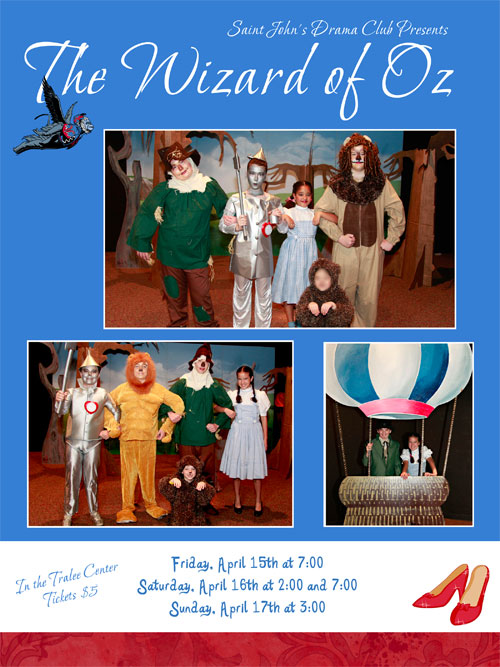 Saint John's Drama Club Presents
The Wizard of Oz
In the Tralee Center
Tickets $5
Friday, April 15th at 7:00
Saturday, April 16th at 2:00 and 7:00
Sunday, April 17th at 3:00